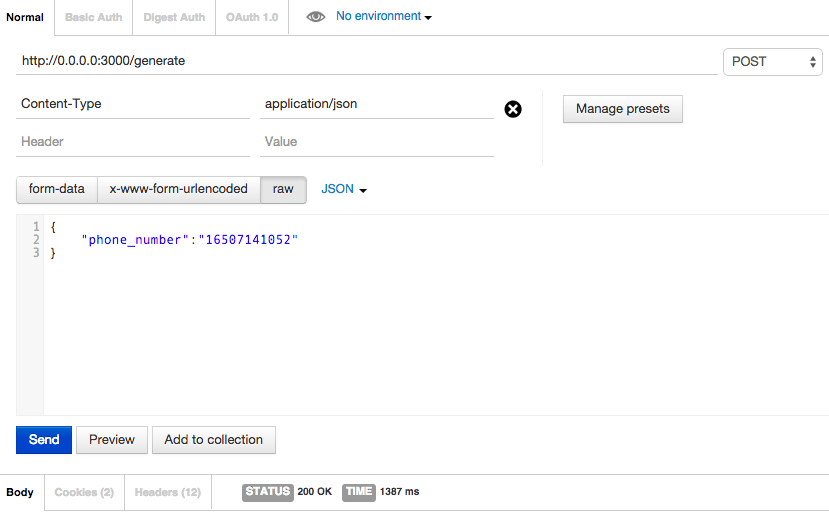 Normal Basic Auth Digest Auth OAuth 1.0 No environment
http://0.0.0.0:3000/generate POST
Content-Type application/json Manage presets
Header Value
form-data x-www-form-urlencoded raw JSON
1 {
2 "phone_number":"16507141052"
3 }
Send Preview Add to collection
Body Cookies (2) Headers (12) STATUS 200 OK TIME 1387 ms